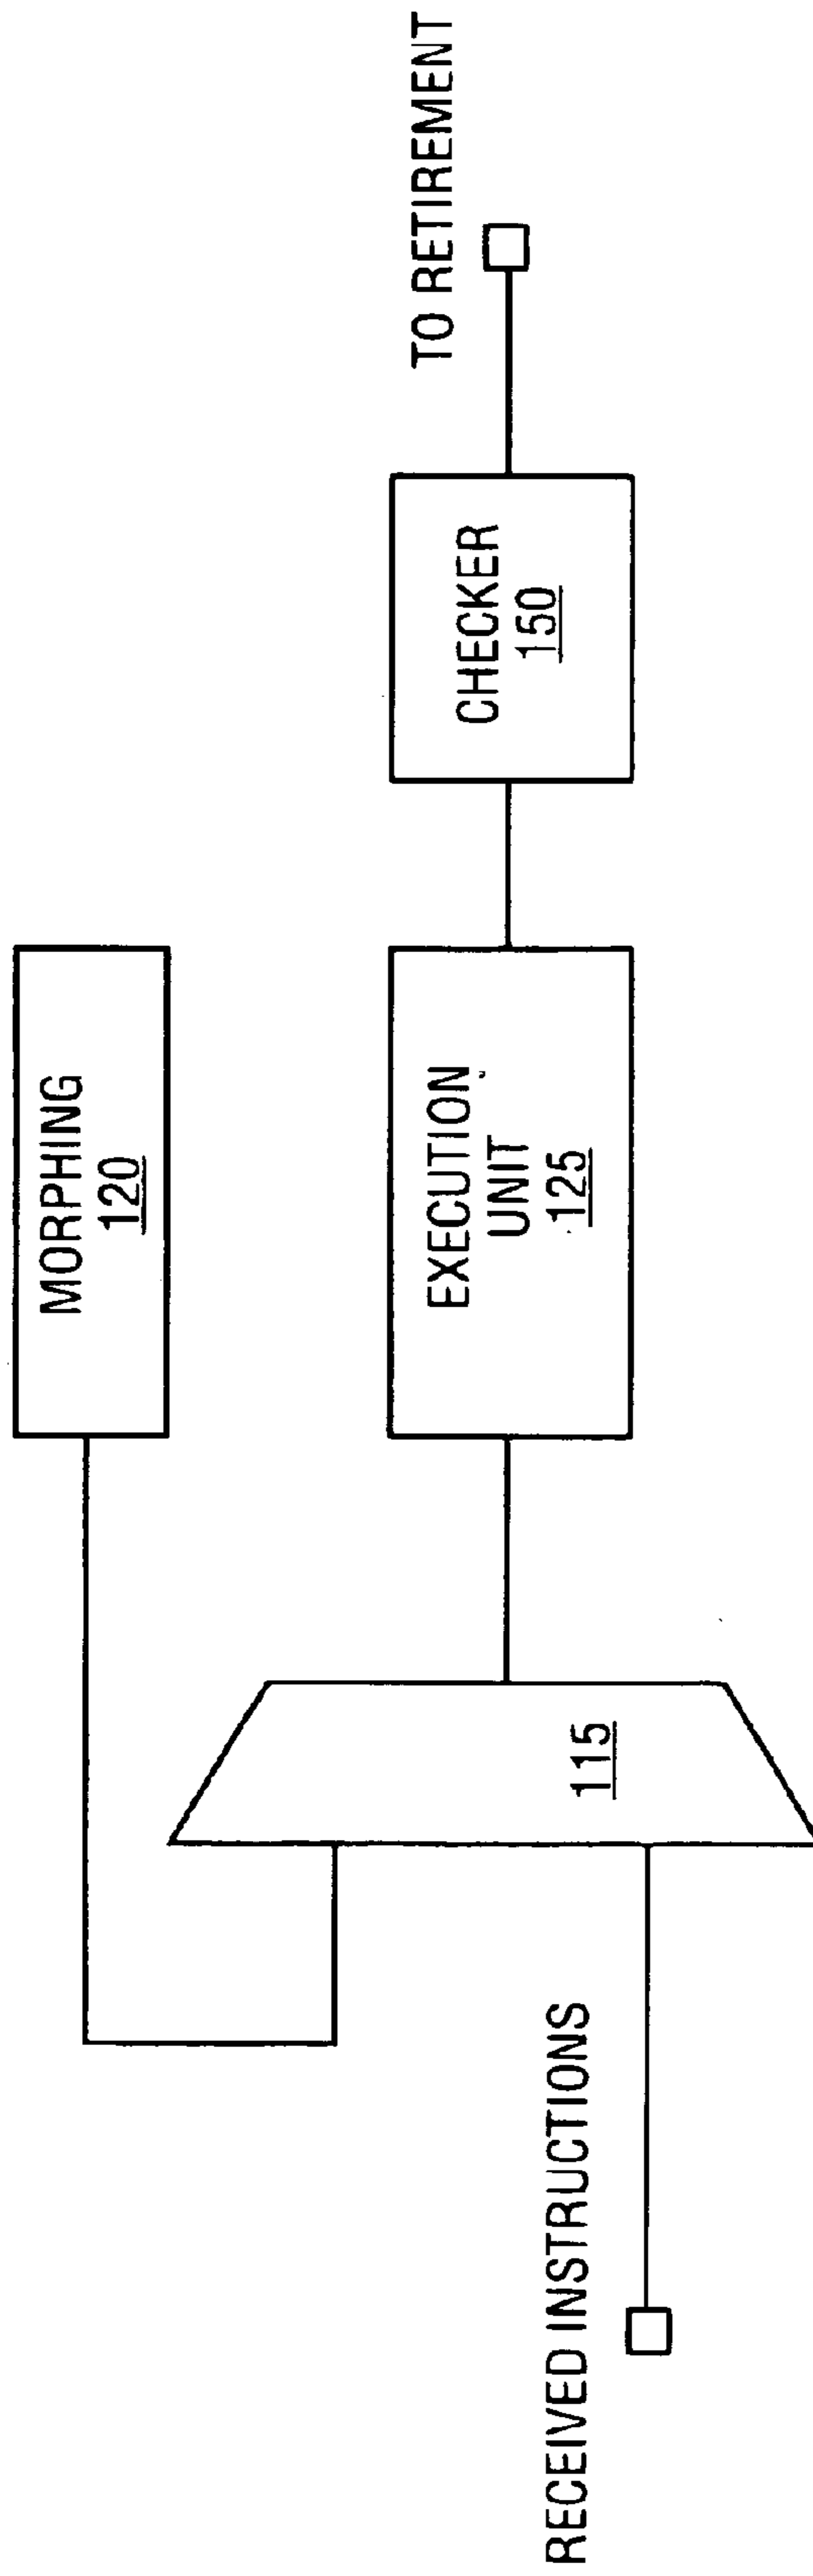 MORPHING
120
TO RETIREMENT
EXECUTION
UNIT
125
CHECKER
150
115
RECEIVED INSTRUCTIONS